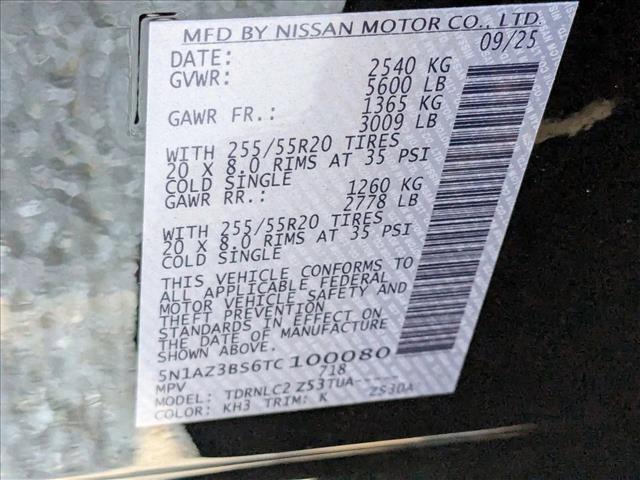 MFD BY NISSAN MOTOR CO., LTD.
DATE: 09/25
GVWR: 2540 KG
5600 LB
GAWR FR.: 1365 KG
3009 LB
WITH 255/55R20 TIRES
20 X 8.0 RIMS AT 35 PSI
COLD SINGLE
GAWR RR.: 1260 KG
2778 LB
WITH 255/55R20 TIRES
20 X 8.0 RIMS AT 35 PSI
COLD SINGLE
THIS VEHICLE CONFORMS TO
ALL APPLICABLE FEDERAL
MOTOR VEHICLE SAFETY AND
THEFT PREVENTION
STANDARDS IN EFFECT ON
THE DATE OF MANUFACTURE
SHOWN ABOVE.
5N1AZ3BS6TC100080
MPV 718
MODEL: TDRNLC2 Z53TUA-----
COLOR: KH3 TRIM: K ZS30A